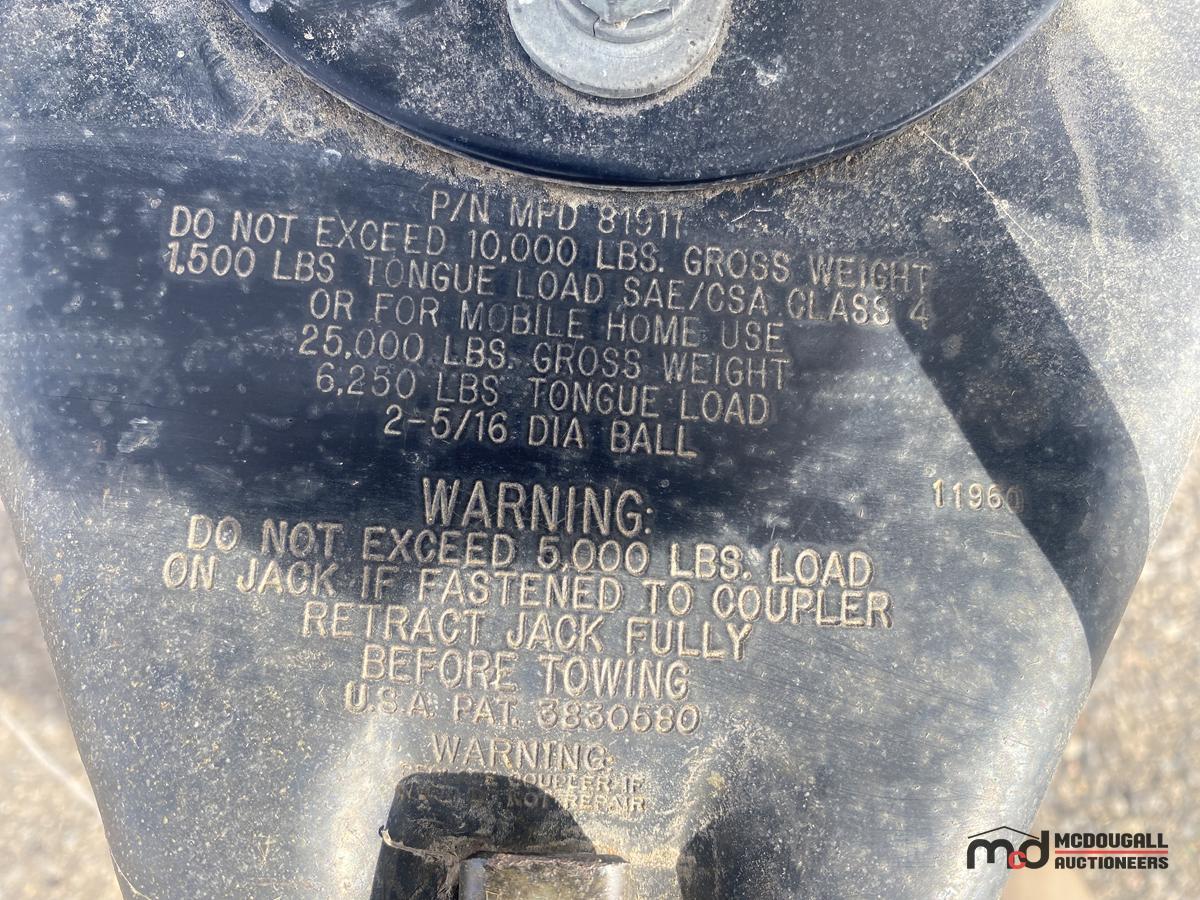 P/N MPD 81911
DO NOT EXCEED 10,000 LBS. GROSS WEIGHT
1,500 LBS TONGUE LOAD SAE/CSA CLASS 4
OR FOR MOBILE HOME USE
25,000 LBS. GROSS WEIGHT
6,250 LBS TONGUE LOAD
2-5/16 DIA BALL
11960
WARNING:
DO NOT EXCEED 5,000 LBS. LOAD
ON JACK IF FASTENED TO COUPLER
RETRACT JACK FULLY
BEFORE TOWING
U.S.A. PAT. 3830580
WARNING:
COUPLER IF
NOT REPAIR
mcd MCDOUGALL
AUCTIONEERS